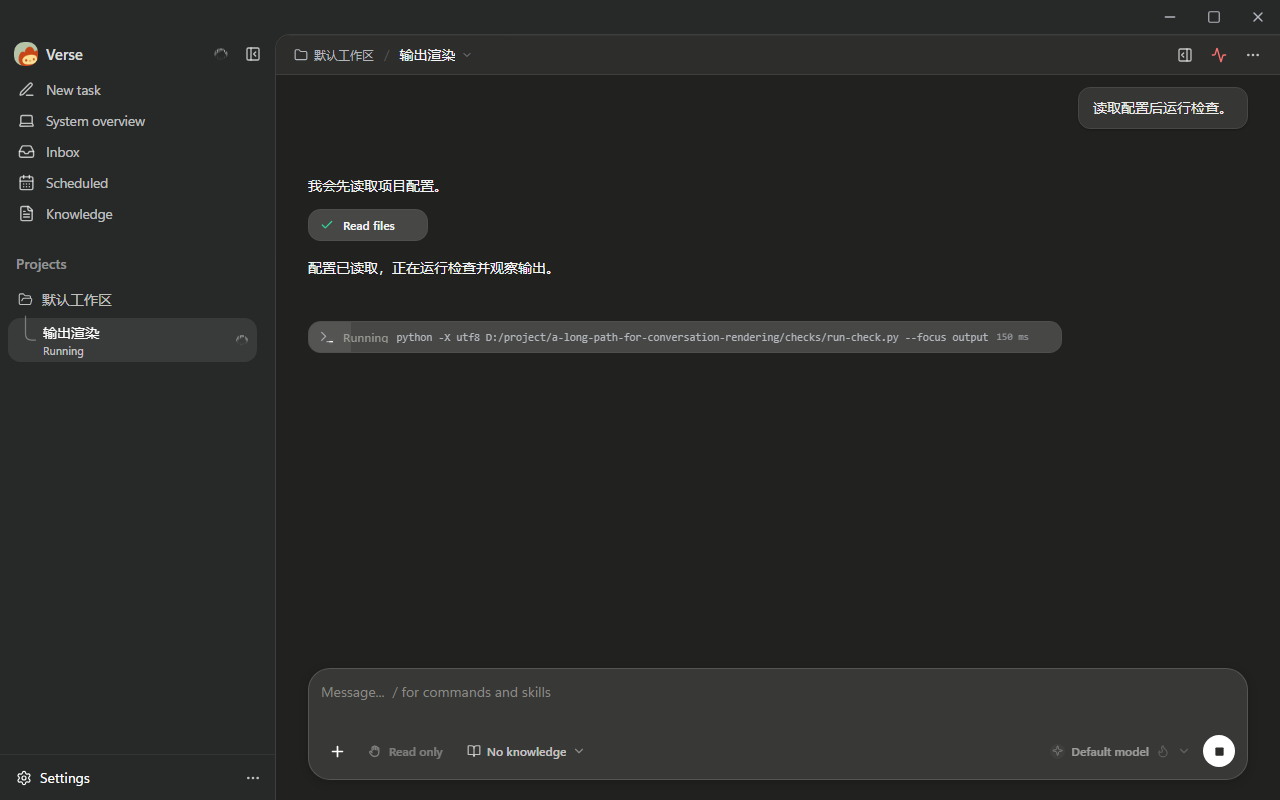 Verse
New task
System overview
Inbox
Scheduled
Knowledge
Projects
默认工作区
输出渲染
Running
Settings
默认工作区 / 输出渲染
读取配置后运行检查。
我会先读取项目配置。
Read files
配置已读取，正在运行检查并观察输出。
Running python -X utf8 D:/project/a-long-path-for-conversation-rendering/checks/run-check.py --focus output 150 ms
Message... / for commands and skills
Read only
No knowledge
Default model